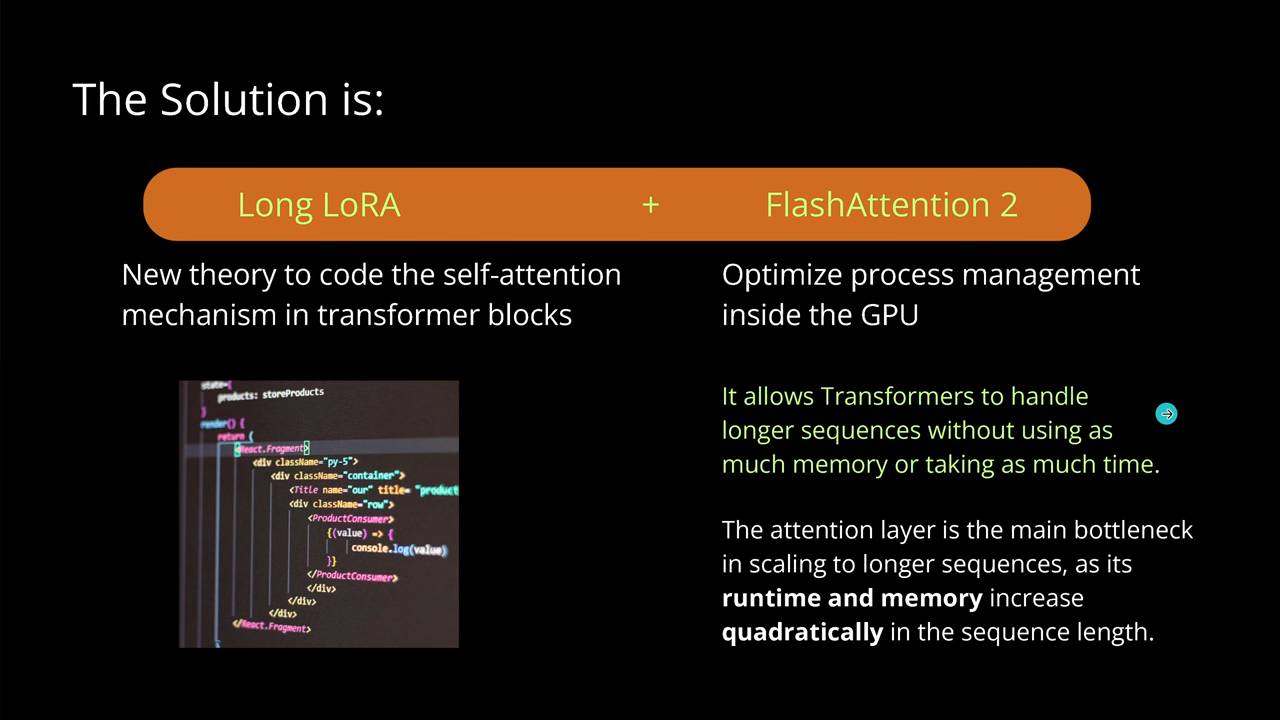 The Solution is:
Long LoRA + FlashAttention 2
New theory to code the self-attention
mechanism in transformer blocks
Optimize process management
inside the GPU
It allows Transformers to handle
longer sequences without using as
much memory or taking as much time.
The attention layer is the main bottleneck
in scaling to longer sequences, as its
runtime and memory increase
quadratically in the sequence length.
state={
products: storeProducts
}
render() {
return (
<React.Fragment>
<div className="py-5">
<div className="container">
<Title name="our" title= "product
<div className="row">
<ProductConsumer>
{(value) => {
console.log(value)
}}
</ProductConsumer>
</div>
</div>
</div>
</React.Fragment>